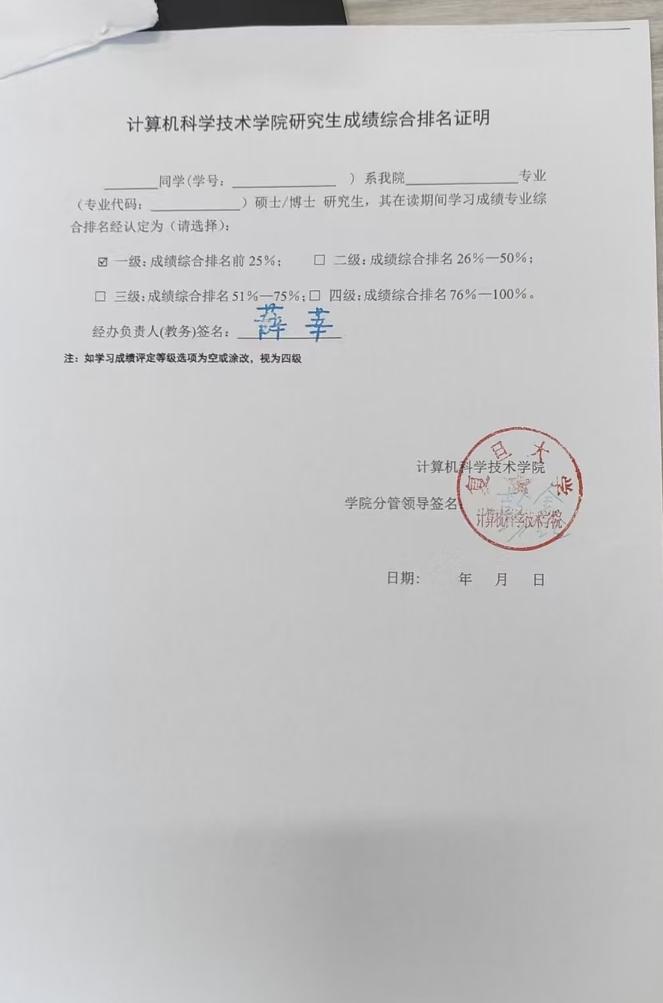 计算机科学技术学院研究生成绩综合排名证明
______同学(学号：____________ ）系我院_____________专业
（专业代码：__________）硕士/博士 研究生，其在读期间学习成绩专业综
合排名经认定为（请选择）：
☑ 一级：成绩综合排名前 25%； □ 二级：成绩综合排名 26%—50%；
□ 三级：成绩综合排名 51%—75%；□ 四级：成绩综合排名 76%—100%。
经办负责人(教务)签名：
注：如学习成绩评定等级选项为空或涂改，视为四级
计算机科学技术学院
学院分管领导签名:
复旦大学
计算机科学技术学院
日期: 年 月 日